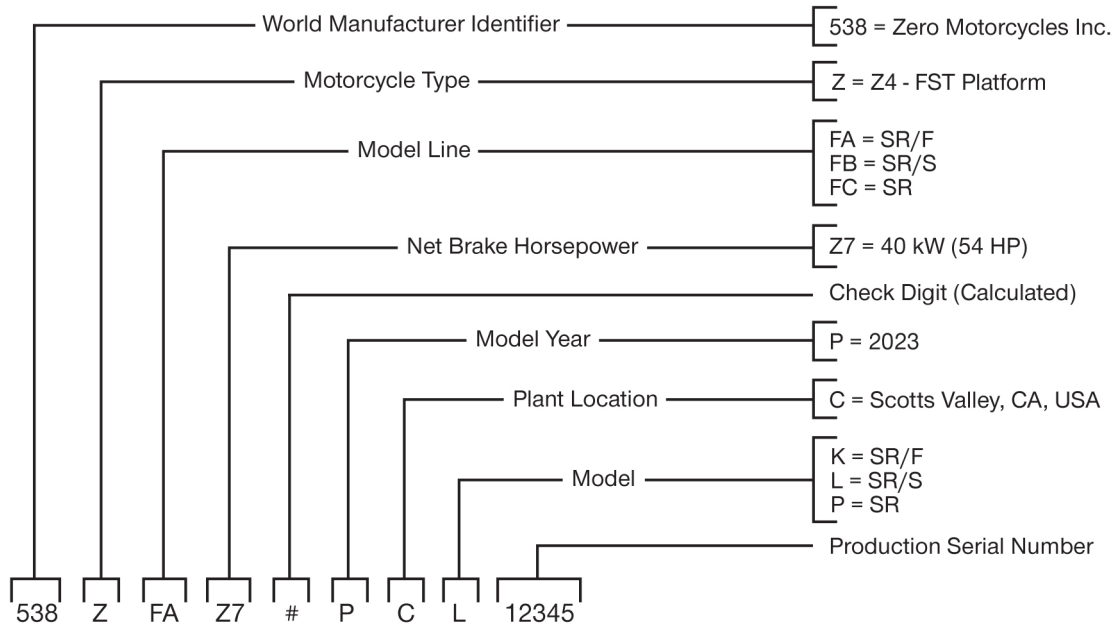 World Manufacturer Identifier
538 = Zero Motorcycles Inc.
Motorcycle Type
Z = Z4 - FST Platform
Model Line
FA = SR/F
FB = SR/S
FC = SR
Net Brake Horsepower
Z7 = 40 kW (54 HP)
Check Digit (Calculated)
Model Year
P = 2023
Plant Location
C = Scotts Valley, CA, USA
Model
K = SR/F
L = SR/S
P = SR
Production Serial Number
538 Z FA Z7 # P C L 12345